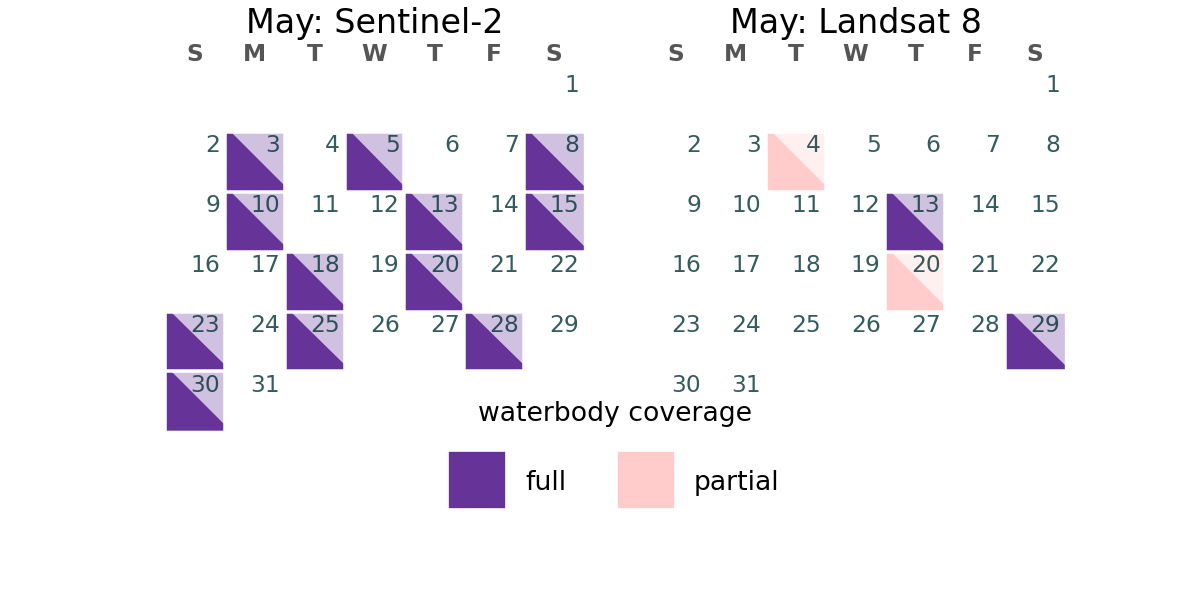 May: Sentinel-2
S M T W T F S
1
2 3 4 5 6 7 8
9 10 11 12 13 14 15
16 17 18 19 20 21 22
23 24 25 26 27 28 29
30 31
May: Landsat 8
S M T W T F S
1
2 3 4 5 6 7 8
9 10 11 12 13 14 15
16 17 18 19 20 21 22
23 24 25 26 27 28 29
30 31
waterbody coverage
full partial